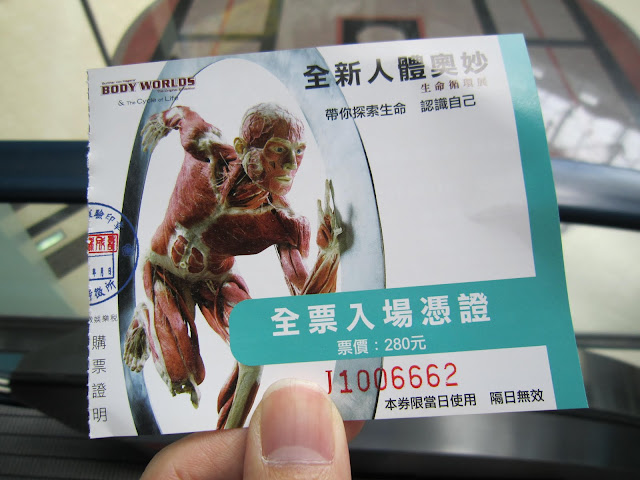 BODY WORLDS
& The Cycle of Life
全新人體奧妙
生命循環展
帶你探索生命 認識自己
全票入場憑證
票價：280元
J1006662
本券限當日使用 隔日無效
購票證明